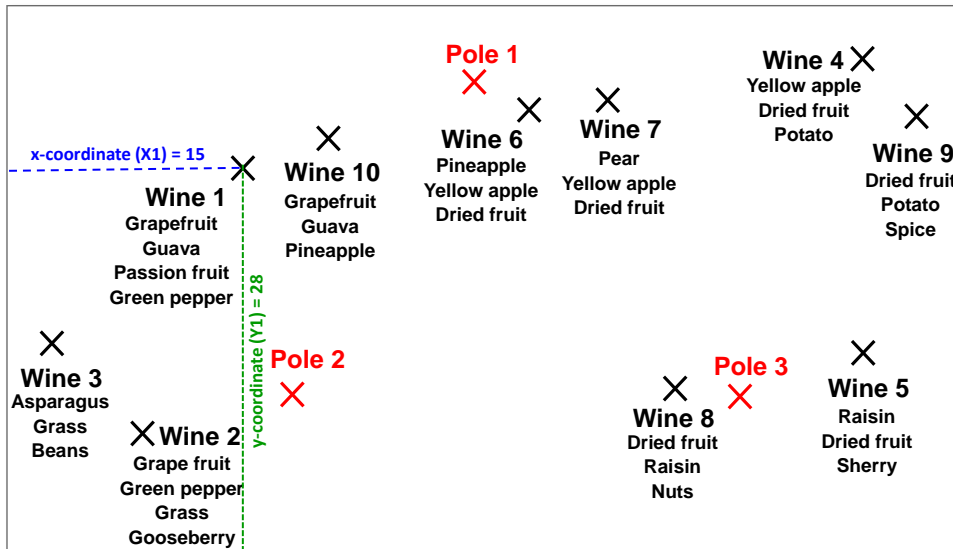 Pole 1
Wine 4
Yellow apple
Dried fruit
Potato
Wine 6
Pineapple
Yellow apple
Dried fruit
Wine 7
Pear
Yellow apple
Dried fruit
Wine 9
Dried fruit
Potato
Spice
x-coordinate (X1) = 15
Wine 1
Grapefruit
Guava
Passion fruit
Green pepper
Wine 10
Grapefruit
Guava
Pineapple
y-coordinate (Y1) = 28
Wine 3
Asparagus
Grass
Beans
Pole 2
Wine 2
Grape fruit
Green pepper
Grass
Gooseberry
Pole 3
Wine 8
Dried fruit
Raisin
Nuts
Wine 5
Raisin
Dried fruit
Sherry